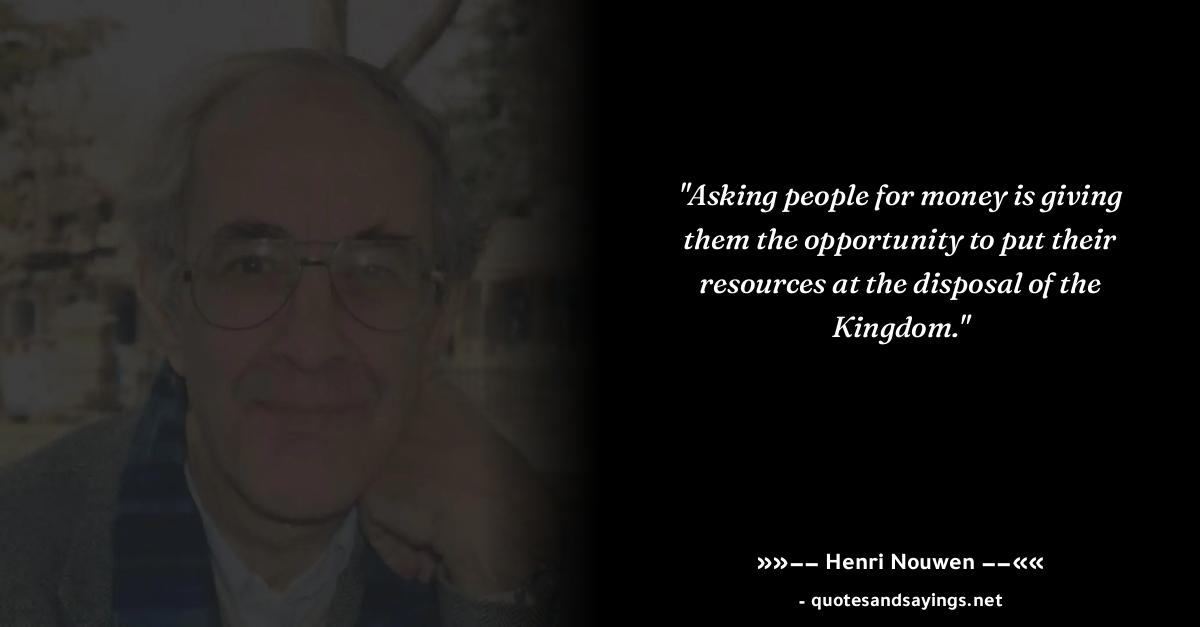 "Asking people for money is giving
them the opportunity to put their
resources at the disposal of the
Kingdom."
»»−− Henri Nouwen −−««
- quotesandsayings.net